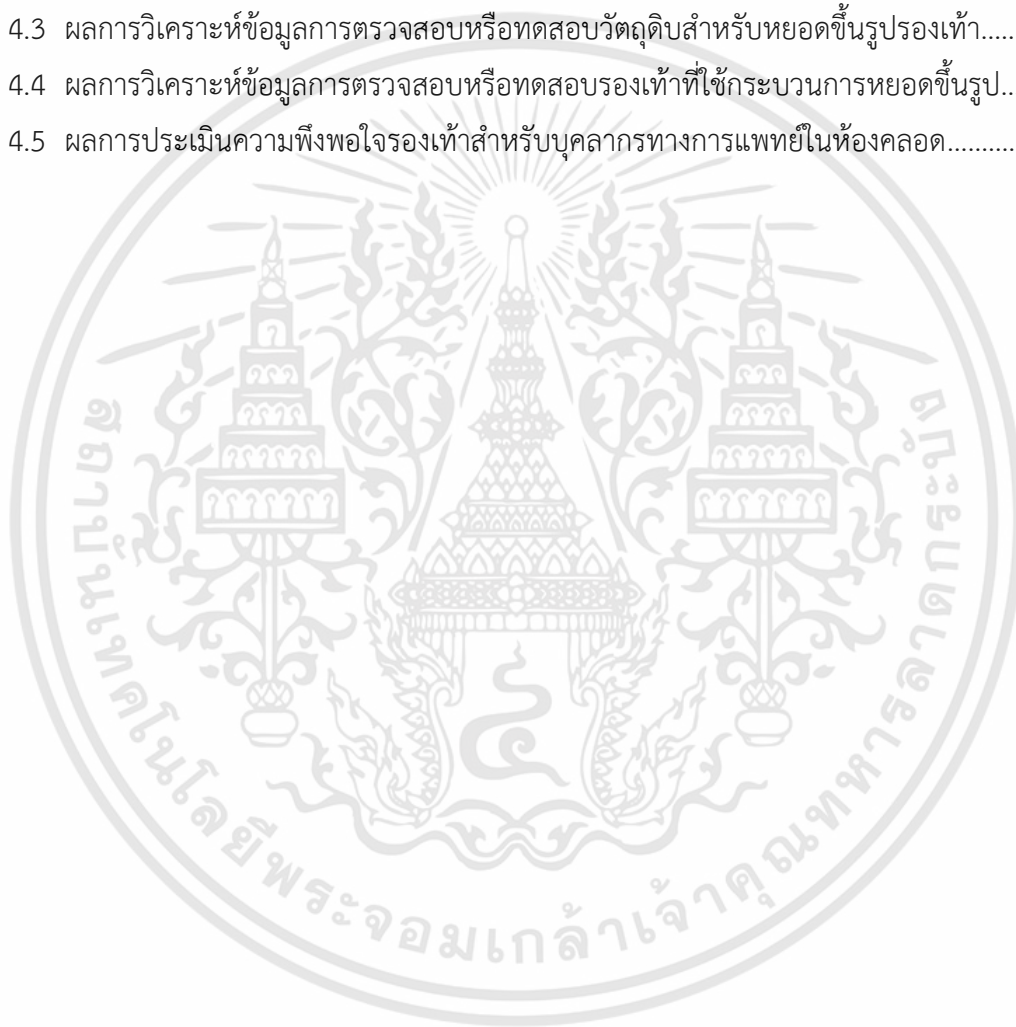 4.3 ผลการวิเคราะห์ข้อมูลการตรวจสอบหรือทดสอบวัตถุดิบสำหรับหยอดขึ้นรูปรองเท้า.....
4.4 ผลการวิเคราะห์ข้อมูลการตรวจสอบหรือทดสอบรองเท้าที่ใช้กระบวนการหยอดขึ้นรูป..
4.5 ผลการประเมินความพึงพอใจรองเท้าสำหรับบุคลากรทางการแพทย์ในห้องคลอด..........
สถาบันเทคโนโลยีพระจอมเกล้าเจ้าคุณทหารลาดกระบัง
๔